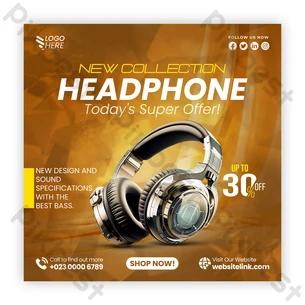 LOGO
HERE
FOLLOW US NOW
NEW COLLECTION
HEADPHONE
Today's Super Offer!
NEW DESIGN AND
SOUND
SPECIFICATIONS
WITH THE
BEST BASS.
UP TO
30% OFF
Call to find out more
+023 0000 6789
SHOP NOW
Visit Our Website
websitelink.com